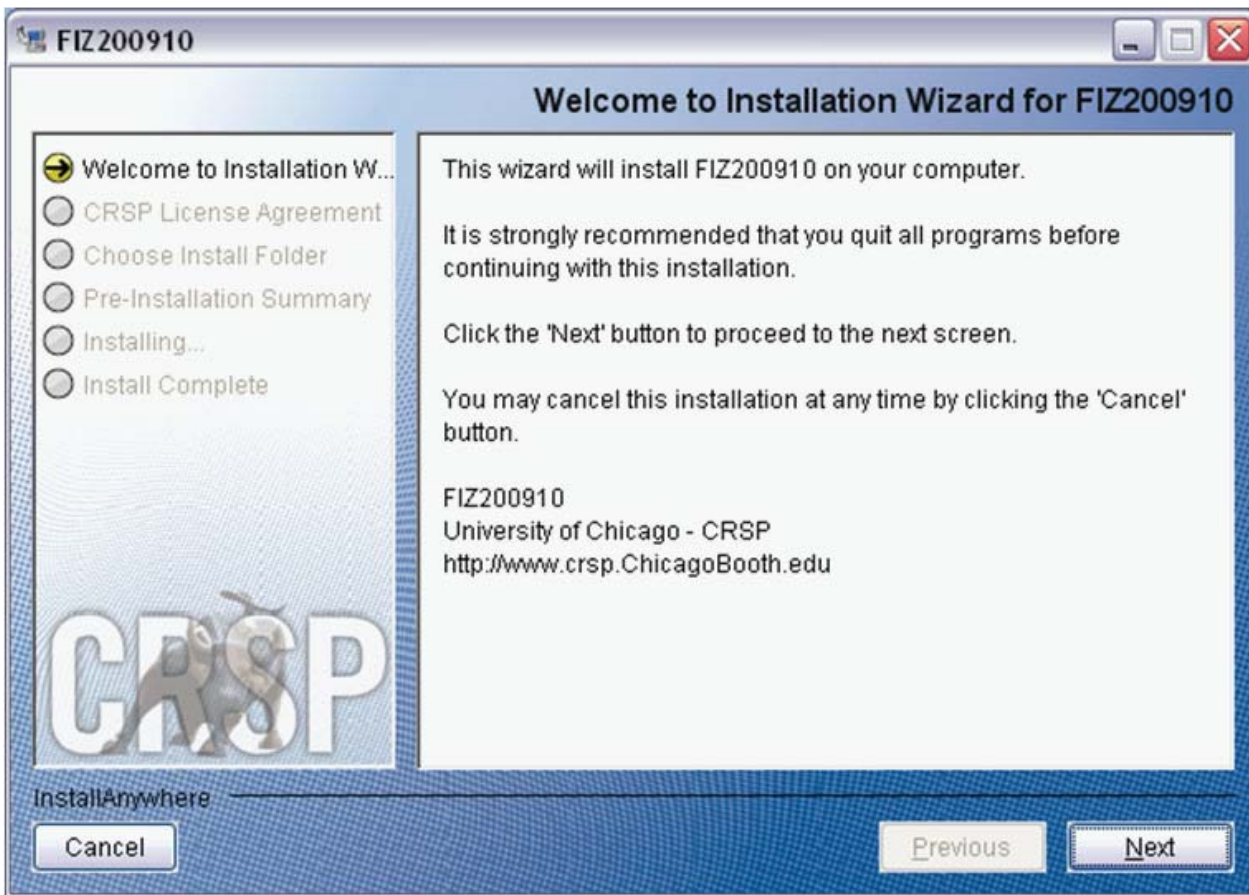 FIZ200910
Welcome to Installation Wizard for FIZ200910
Welcome to Installation W...
CRSP License Agreement
Choose Install Folder
Pre-Installation Summary
Installing...
Install Complete
CRSP
This wizard will install FIZ200910 on your computer.
It is strongly recommended that you quit all programs before
continuing with this installation.
Click the 'Next' button to proceed to the next screen.
You may cancel this installation at any time by clicking the 'Cancel'
button.
FIZ200910
University of Chicago - CRSP
http://www.crsp.ChicagoBooth.edu
InstallAnywhere
Cancel
Previous
Next